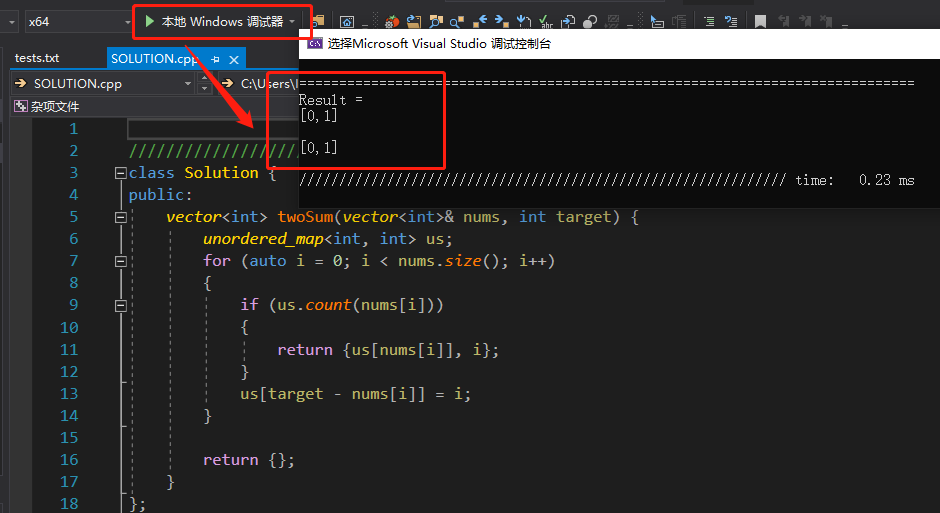 x64
本地 Windows 调试器
选择Microsoft Visual Studio 调试控制台
tests.txt
SOLUTION.cpp
SOLUTION.cpp
C:\Users\
杂项文件
Result =
[0,1]
[0,1]
///////////////////////////////////////////////////////////// time:   0.23 ms
1
2 ///////////////////
3 class Solution {
4 public:
5 vector<int> twoSum(vector<int>& nums, int target) {
6 unordered_map<int, int> us;
7 for (auto i = 0; i < nums.size(); i++)
8 {
9 if (us.count(nums[i]))
10 {
11 return {us[nums[i]], i};
12 }
13 us[target - nums[i]] = i;
14 }
15
16 return {};
17 }
18 };